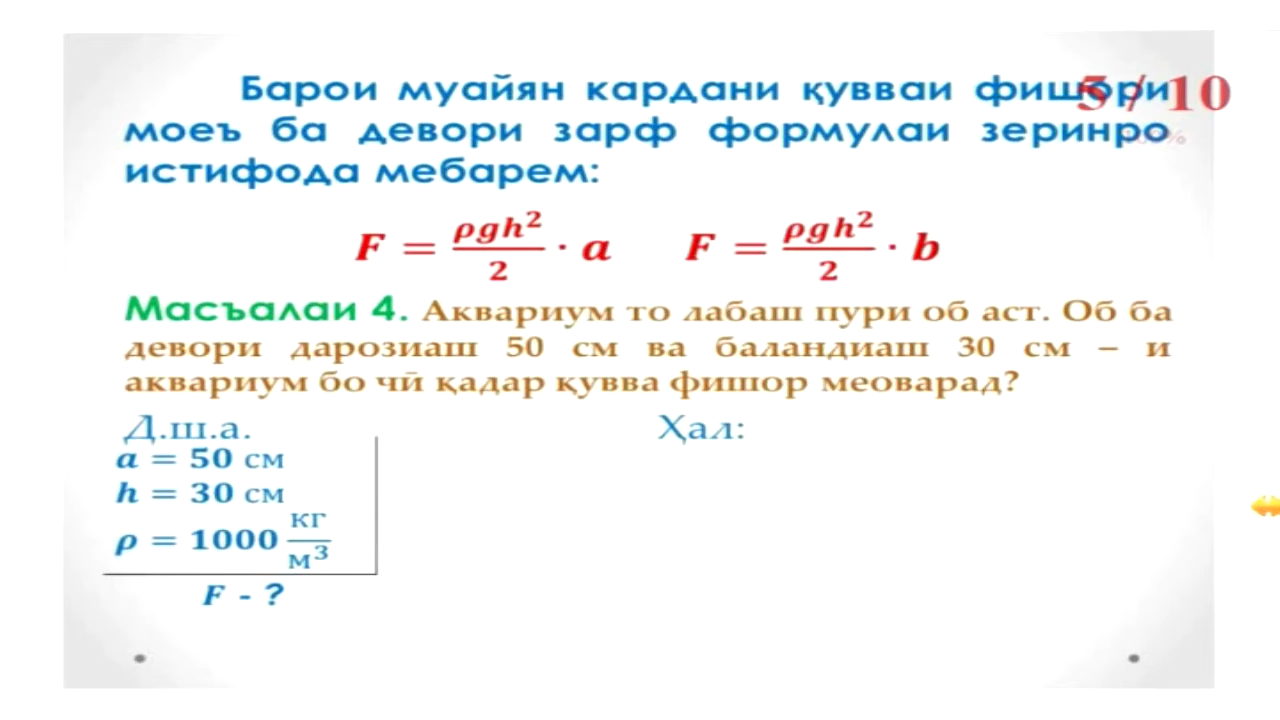 Барои муайян кардани қувваи фишори
5 / 10
моеъ ба девори зарф формулаи зеринро
истифода мебарем:
F = ρgh²/2 · a F = ρgh²/2 · b
Масъалаи 4. Аквариум то лабаш пури об аст. Об ба
девори дарозиаш 50 см ва баландиаш 30 см – и
аквариум бо чӣ қадар қувва фишор меоварад?
Д.ш.а. Ҳал:
a = 50 см
h = 30 см
ρ = 1000 кг/м³
F - ?